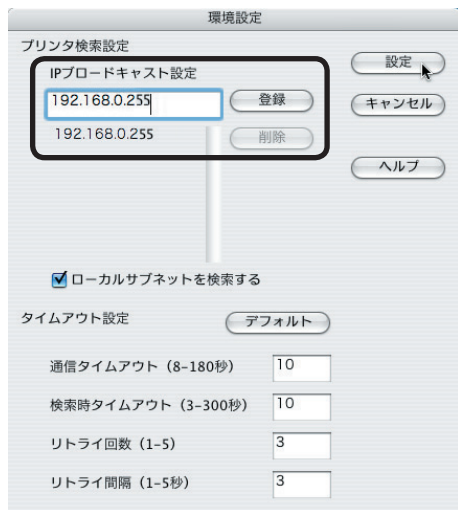 環境設定
プリンタ検索設定
IPブロードキャスト設定
設定
192.168.0.255
登録
キャンセル
192.168.0.255
削除
ヘルプ
ローカルサブネットを検索する
タイムアウト設定
デフォルト
通信タイムアウト（8-180秒）
10
検索時タイムアウト（3-300秒）
10
リトライ回数（1-5）
3
リトライ間隔（1-5秒）
3